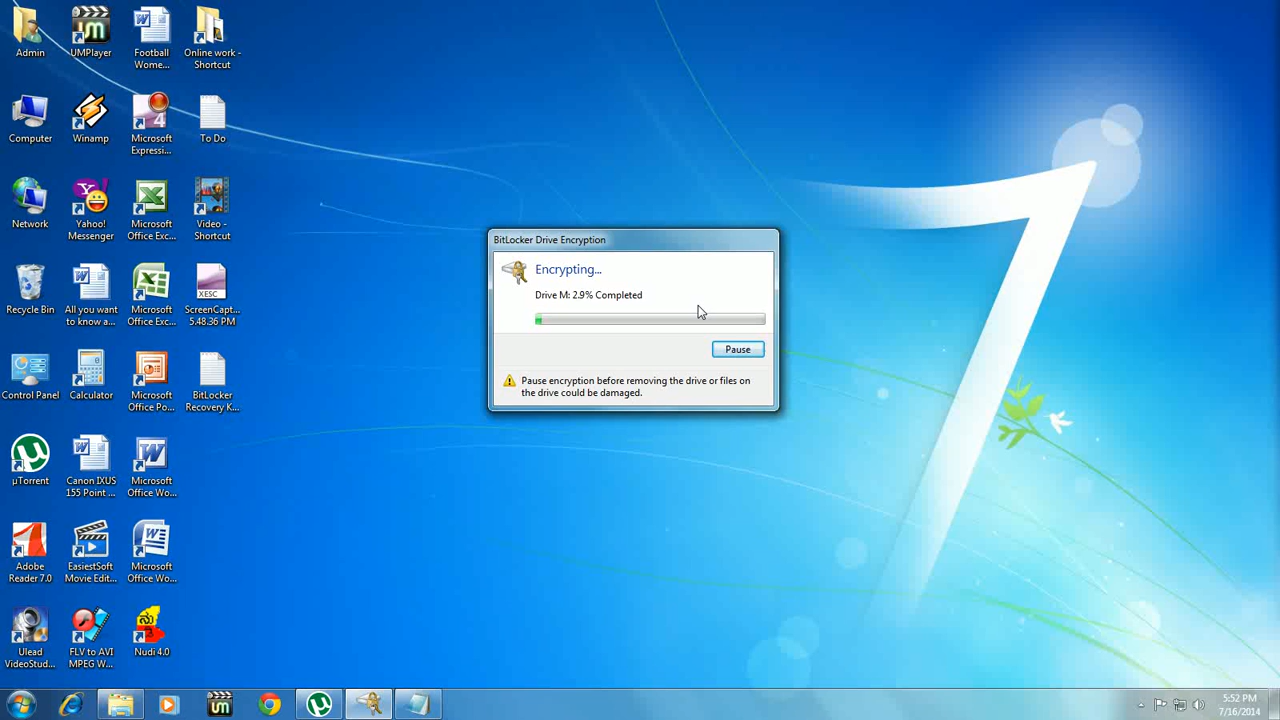 Admin
UMPlayer
Football
Wome...
Online work -
Shortcut
Computer
Winamp
4
Microsoft
Expressi...
To Do
Network
Yahoo!
Messenger
Microsoft
Office Exc...
Video -
Shortcut
Recycle Bin
All you want
to know a...
Microsoft
Office Exc...
XESC
ScreenCapt...
5.48.36 PM
Control Panel
Calculator
Microsoft
Office Po...
BitLocker
Recovery K...
µTorrent
Canon IXUS
155 Point ...
Microsoft
Office Wo...
Adobe
Reader 7.0
EasiestSoft
Movie Edit...
Microsoft
Office Wo...
Ulead
VideoStud...
FLV to AVI
MPEG W...
ನು
Nudi 4.0
BitLocker Drive Encryption
Encrypting...
Drive M: 2.9% Completed
Pause
Pause encryption before removing the drive or files on
the drive could be damaged.
7
5:52 PM
7/16/2014